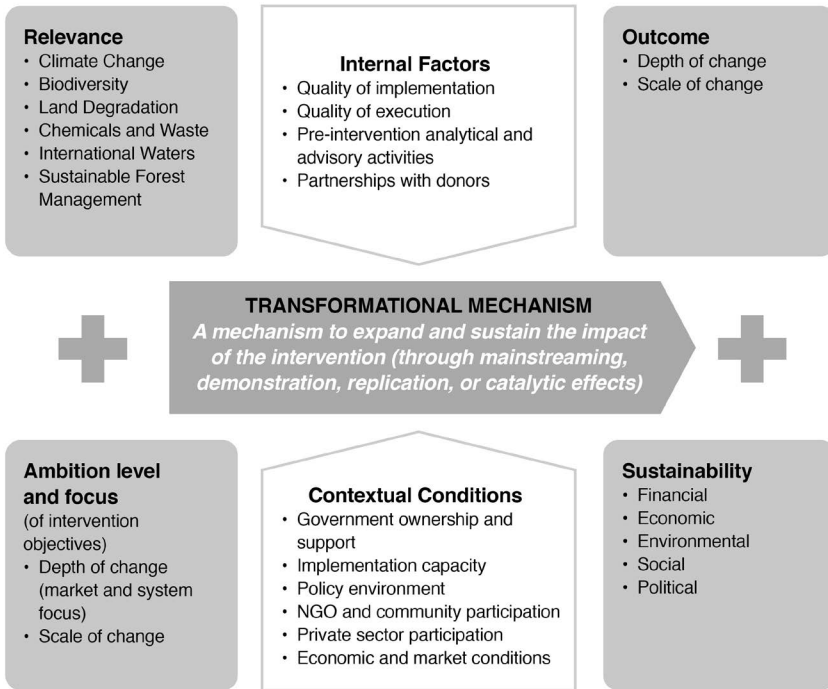 Relevance
• Climate Change
• Biodiversity
• Land Degradation
• Chemicals and Waste
• International Waters
• Sustainable Forest
Management
Internal Factors
• Quality of implementation
• Quality of execution
• Pre-intervention analytical and
advisory activities
• Partnerships with donors
Outcome
• Depth of change
• Scale of change
TRANSFORMATIONAL MECHANISM
A mechanism to expand and sustain the impact
of the intervention (through mainstreaming,
demonstration, replication, or catalytic effects)
Ambition level
and focus
(of intervention
objectives)
• Depth of change
(market and system
focus)
• Scale of change
Contextual Conditions
• Government ownership and
support
• Implementation capacity
• Policy environment
• NGO and community participation
• Private sector participation
• Economic and market conditions
Sustainability
• Financial
• Economic
• Environmental
• Social
• Political